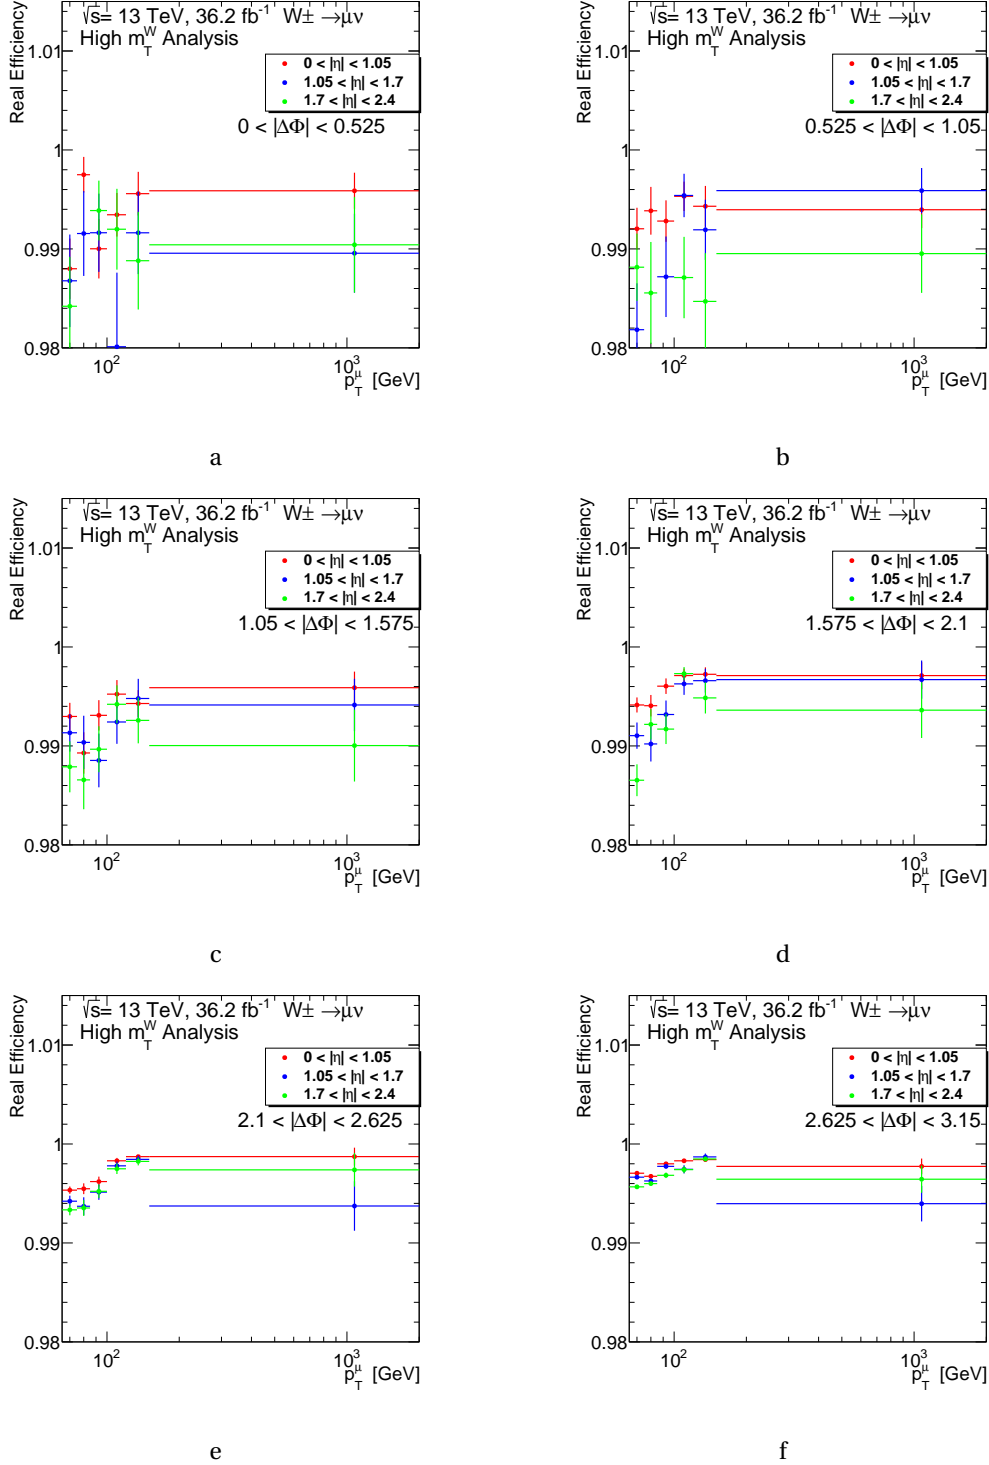 √s= 13 TeV, 36.2 fb⁻¹ W± →μν
High m_T^W Analysis
Real Efficiency
1.01
1
0.99
0.98
0 < |η| < 1.05
1.05 < |η| < 1.7
1.7 < |η| < 2.4
0 < |ΔΦ| < 0.525
10²
10³
p_T^μ [GeV]
a
√s= 13 TeV, 36.2 fb⁻¹ W± →μν
High m_T^W Analysis
Real Efficiency
1.01
1
0.99
0.98
0 < |η| < 1.05
1.05 < |η| < 1.7
1.7 < |η| < 2.4
0.525 < |ΔΦ| < 1.05
10²
10³
p_T^μ [GeV]
b
√s= 13 TeV, 36.2 fb⁻¹ W± →μν
High m_T^W Analysis
Real Efficiency
1.01
1
0.99
0.98
0 < |η| < 1.05
1.05 < |η| < 1.7
1.7 < |η| < 2.4
1.05 < |ΔΦ| < 1.575
10²
10³
p_T^μ [GeV]
c
√s= 13 TeV, 36.2 fb⁻¹ W± →μν
High m_T^W Analysis
Real Efficiency
1.01
1
0.99
0.98
0 < |η| < 1.05
1.05 < |η| < 1.7
1.7 < |η| < 2.4
1.575 < |ΔΦ| < 2.1
10²
10³
p_T^μ [GeV]
d
√s= 13 TeV, 36.2 fb⁻¹ W± →μν
High m_T^W Analysis
Real Efficiency
1.01
1
0.99
0.98
0 < |η| < 1.05
1.05 < |η| < 1.7
1.7 < |η| < 2.4
2.1 < |ΔΦ| < 2.625
10²
10³
p_T^μ [GeV]
e
√s= 13 TeV, 36.2 fb⁻¹ W± →μν
High m_T^W Analysis
Real Efficiency
1.01
1
0.99
0.98
0 < |η| < 1.05
1.05 < |η| < 1.7
1.7 < |η| < 2.4
2.625 < |ΔΦ| < 3.15
10²
10³
p_T^μ [GeV]
f